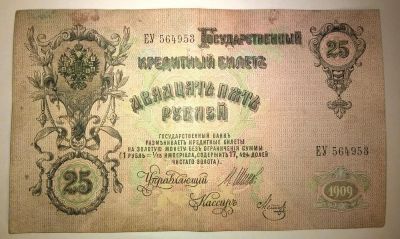 ЕУ 564953 Государственный
25 25
КРЕДИТНЫЙ БИЛЕТЪ
ДВАДЦАТЬ ПЯТЬ
РУБЛЕЙ
ГОСУДАРСТВЕННЫЙ БАНКЪ
РАЗМѢНИВАЕТЪ КРЕДИТНЫЕ БИЛЕТЫ
НА ЗОЛОТУЮ МОНЕТУ БЕЗЪ ОГРАНИЧЕНІЯ СУММЫ
(1 РУБЛЬ = 1/15 ИМПЕРІАЛА, СОДЕРЖИТЪ 17,424 ДОЛЕЙ
ЧИСТАГО ЗОЛОТА).
ЕУ 564953
25
Управляющій
1909
Кассиръ